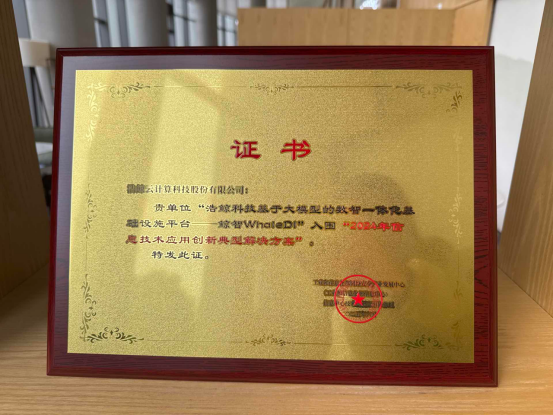 证书
浩鲸云计算科技股份有限公司：
贵单位“浩鲸科技基于大模型的数智一体化基
础设施平台——鲸智WhaleDI”入围“2024年信
息技术应用创新典型解决方案”。
特发此证。